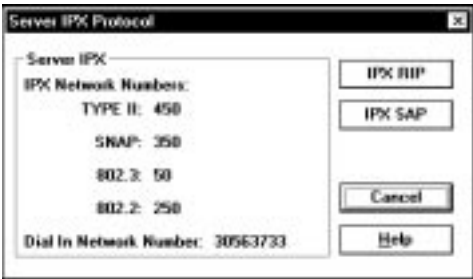 Server IPX Protocol
Server IPX
IPX Network Numbers:
TYPE II: 450
SNAP: 350
802.3: 50
802.2: 250
Dial In Network Number: 30563733
IPX RIP
IPX SAP
Cancel
Help